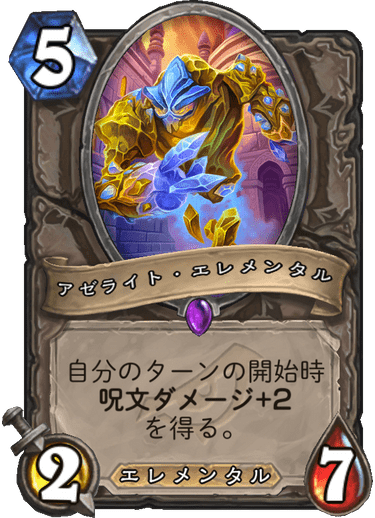 5
アゼライト・エレメンタル
自分のターンの開始時
呪文ダメージ+2
を得る。
2
エレメンタル
7